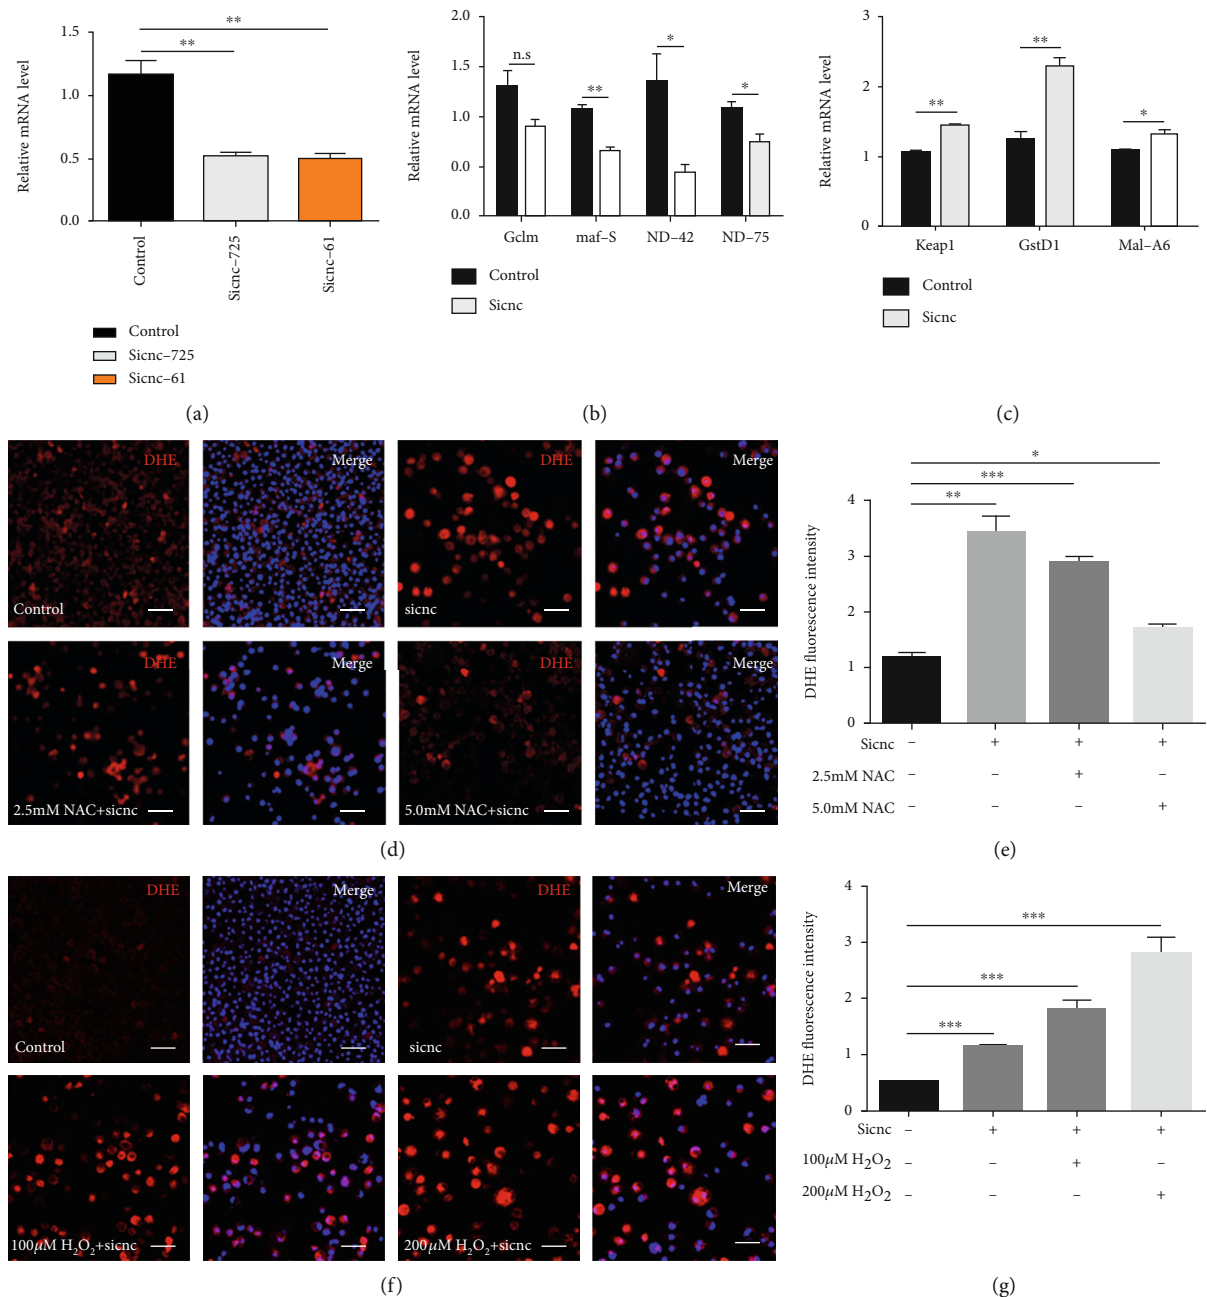 Relative mRNA level
1.5
1.0
0.5
0.0
**
**
Control
Sicnc–725
Sicnc–61
Control
Sicnc–725
Sicnc–61
(a)
Relative mRNA level
2.0
1.5
1.0
0.0
0.0
n.s
**
*
*
Gclm maf–S ND–42 ND–75
Control
Sicnc
(b)
Relative mRNA level
3
2
1
0
**
**
*
Keap1 GstD1 Mal–A6
Control
Sicnc
(c)
DHE Merge DHE Merge
Control sicnc
DHE Merge DHE Merge
2.5mM NAC+sicnc 5.0mM NAC+sicnc
(d)
DHE fluorescence intensity
4
3
2
1
0
*
***
**
Sicnc – + + +
2.5mM NAC – – + –
5.0mM NAC – – – +
(e)
DHE Merge DHE Merge
Control sicnc
100μM H2O2+sicnc 200μM H2O2+sicnc
(f)
DHE fluorescence intensity
4
3
2
1
0
***
***
***
Sicnc – + + +
100μM H2O2 – – + –
200μM H2O2 – – – +
(g)